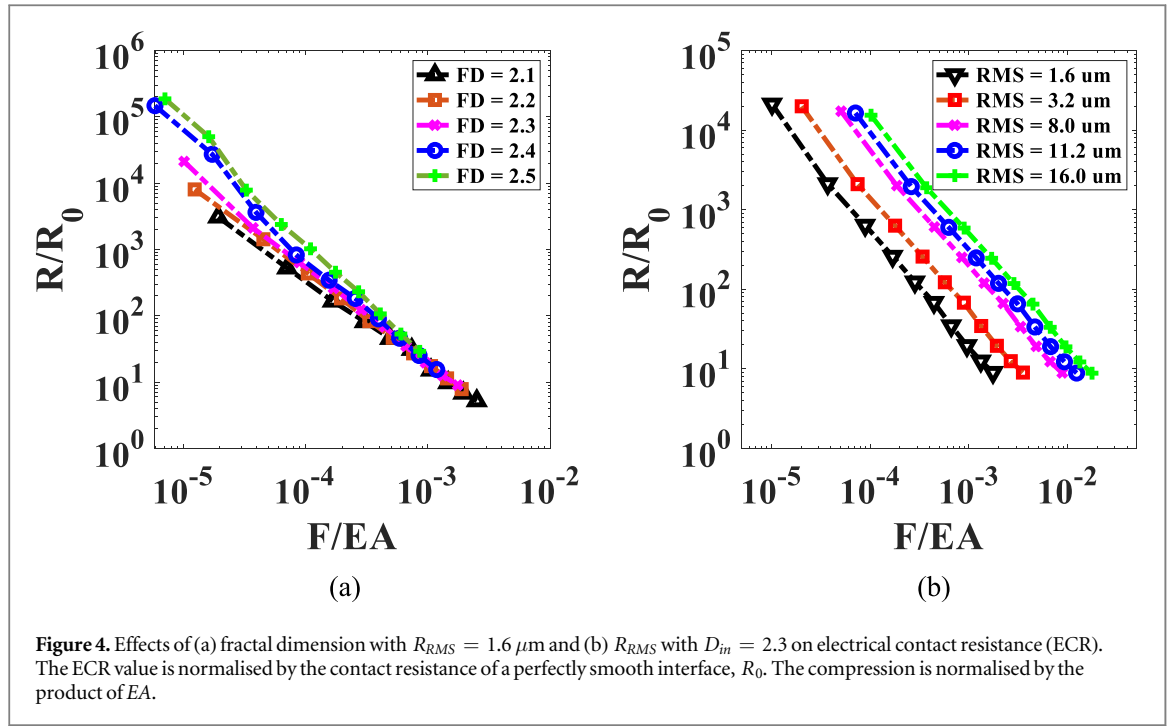 10^6
10^5
10^4
10^3
10^2
10^1
10^0
R/R_0
FD = 2.1
FD = 2.2
FD = 2.3
FD = 2.4
FD = 2.5
10^-5 10^-4 10^-3 10^-2
F/EA
(a)
10^5
10^4
10^3
10^2
10^1
10^0
R/R_0
RMS = 1.6 um
RMS = 3.2 um
RMS = 8.0 um
RMS = 11.2 um
RMS = 16.0 um
10^-5 10^-4 10^-3 10^-2
F/EA
(b)
Figure 4. Effects of (a) fractal dimension with R_RMS = 1.6 μm and (b) R_RMS with D_in = 2.3 on electrical contact resistance (ECR).
The ECR value is normalised by the contact resistance of a perfectly smooth interface, R_0. The compression is normalised by the
product of EA.